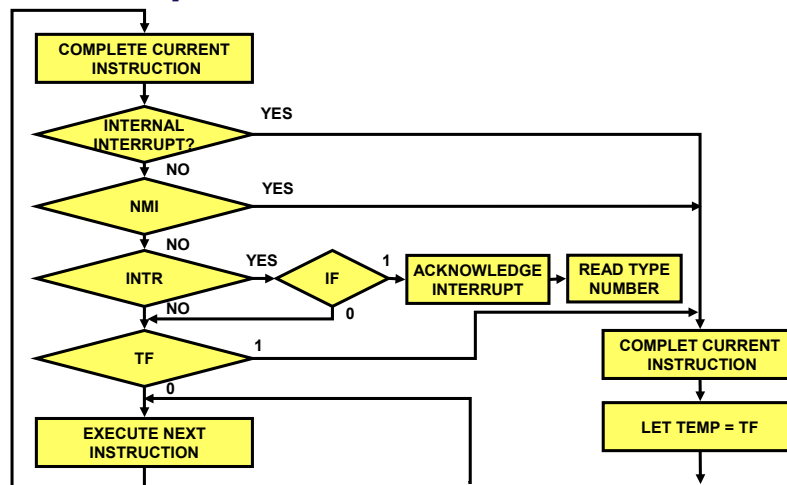 COMPLETE CURRENT
INSTRUCTION
YES
INTERNAL
INTERRUPT?
NO
YES
NMI
NO
YES
1
INTR
IF
ACKNOWLEDGE
INTERRUPT
READ TYPE
NUMBER
NO
0
TF
1
COMPLET CURRENT
INSTRUCTION
0
EXECUTE NEXT
INSTRUCTION
LET TEMP = TF